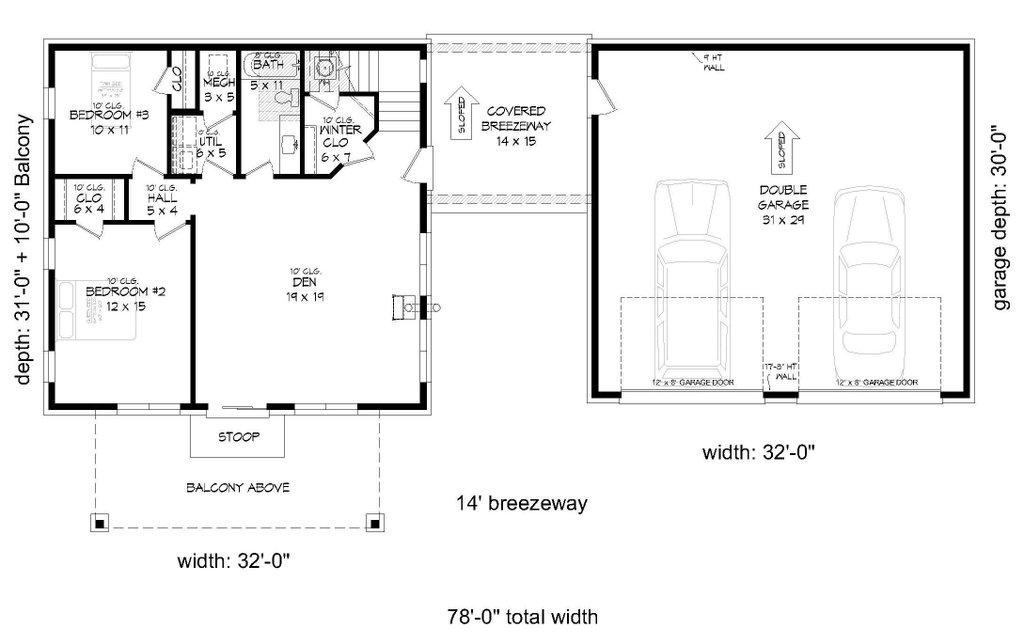 10' CLG.
BEDROOM #3
10 x 11
CLO
10' CLG.
MECH
3 x 5
8' CLG.
BATH
5 x 11
WH
10' CLG.
UTIL
6 x 5
10' CLG.
WINTER
CLO
6 x 7
SLOPED
COVERED
BREEZEWAY
14 x 15
9' HT
WALL
SLOPED
DOUBLE
GARAGE
31 x 29
10' CLG.
CLO
6 x 4
10' CLG.
HALL
5 x 4
10' CLG.
BEDROOM #2
12 x 15
10' CLG.
DEN
19 x 19
12' x 8' GARAGE DOOR
17'-8" HT
WALL
12' x 8' GARAGE DOOR
STOOP
BALCONY ABOVE
depth: 31'-0" + 10'-0" Balcony
garage depth: 30'-0"
width: 32'-0"
14' breezeway
width: 32'-0"
78'-0" total width